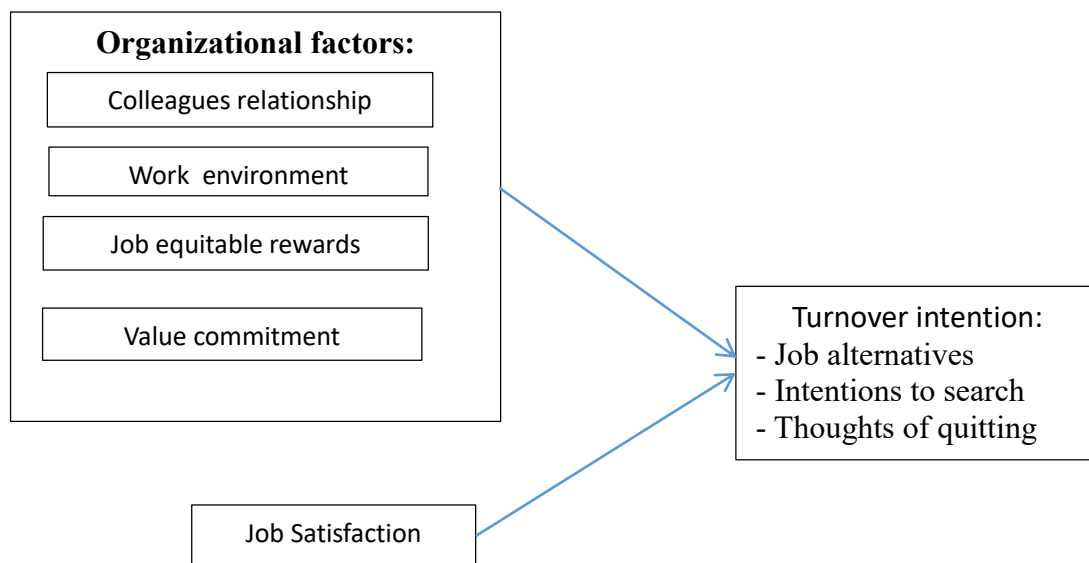 Organizational factors:
Colleagues relationship
Work environment
Job equitable rewards
Value commitment
Turnover intention:
- Job alternatives
- Intentions to search
- Thoughts of quitting
Job Satisfaction